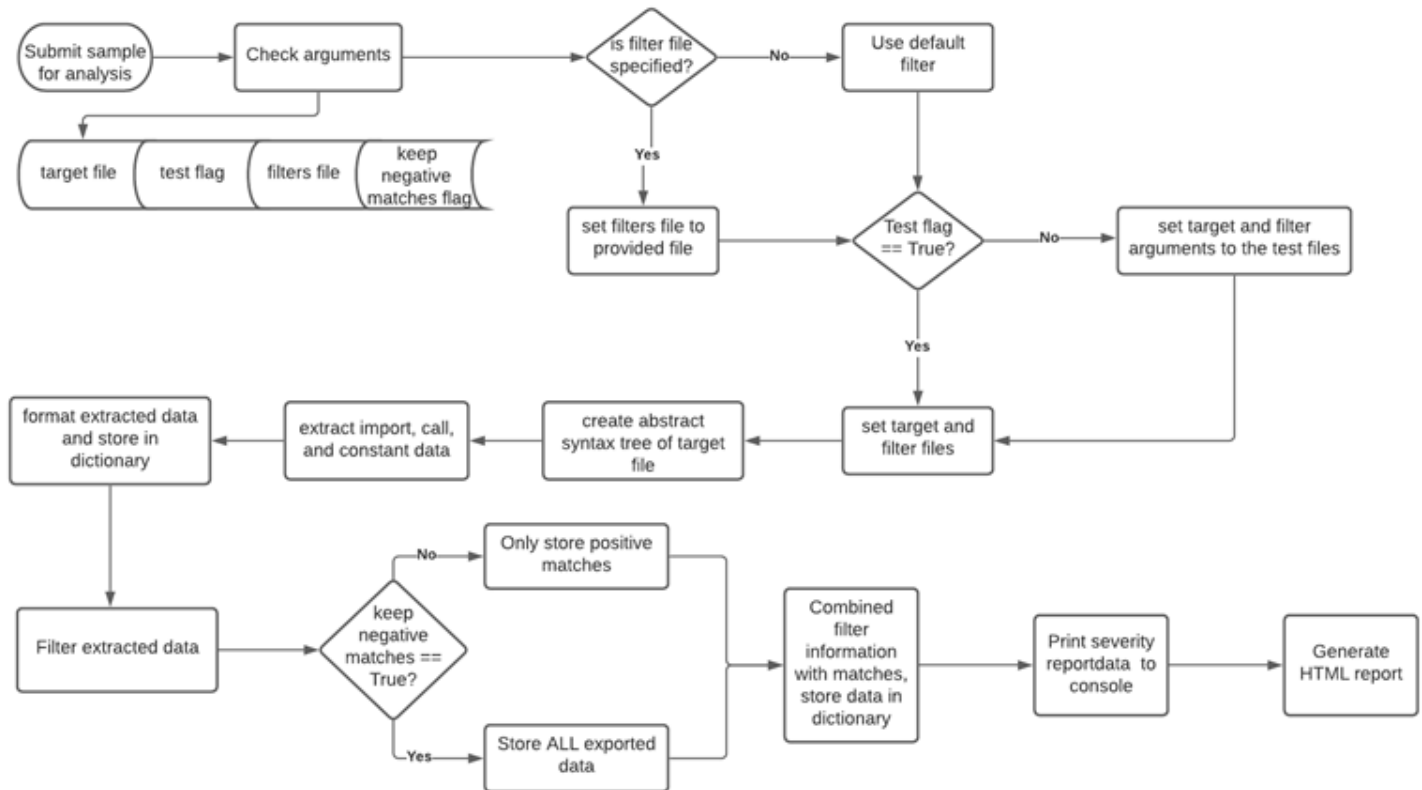 Submit sample
for analysis
Check arguments
is filter file
specified?
No
Use default
filter
target file
test flag
filters file
keep
negative
matches flag
Yes
set filters file to
provided file
Test flag
== True?
No
set target and filter
arguments to the test files
Yes
format extracted data
and store in
dictionary
extract import, call,
and constant data
create abstract
syntax tree of target
file
set target and
filter files
No
Only store positive
matches
Filter extracted data
keep
negative
matches ==
True?
Combined
filter
information
with matches,
store data in
dictionary
Print severity
reportdata to
console
Generate
HTML report
Yes
Store ALL exported
data